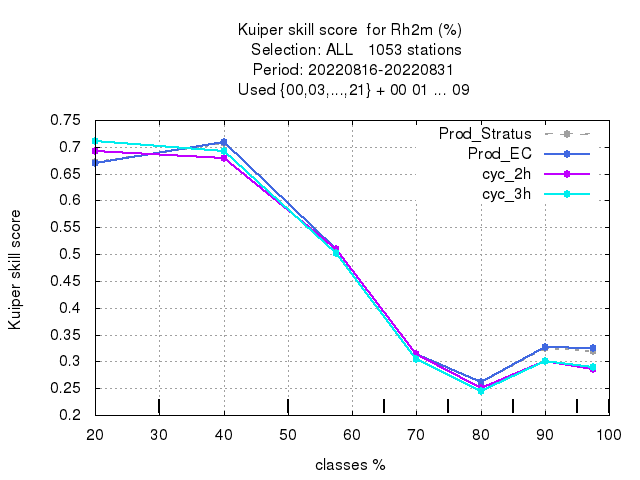 Kuiper skill score  for Rh2m (%)
Selection: ALL   1053 stations
Period: 20220816-20220831
Used {00,03,...,21} + 00 01 ... 09
Prod_Stratus
Prod_EC
cyc_2h
cyc_3h
Kuiper skill score
0.75
0.7
0.65
0.6
0.55
0.5
0.45
0.4
0.35
0.3
0.25
0.2
20 30 40 50 60 70 80 90 100
classes %